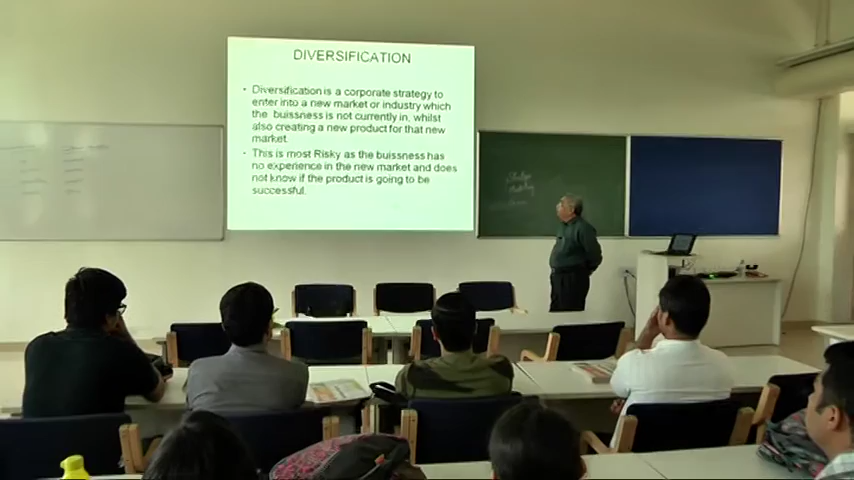 DIVERSIFICATION
• Diversification is a corporate strategy to
enter into a new market or industry which
the buissness is not currently in, whilst
also creating a new product for that new
market.
• This is most Risky as the buissness has
no experience in the new market and does
not know if the product is going to be
successful.